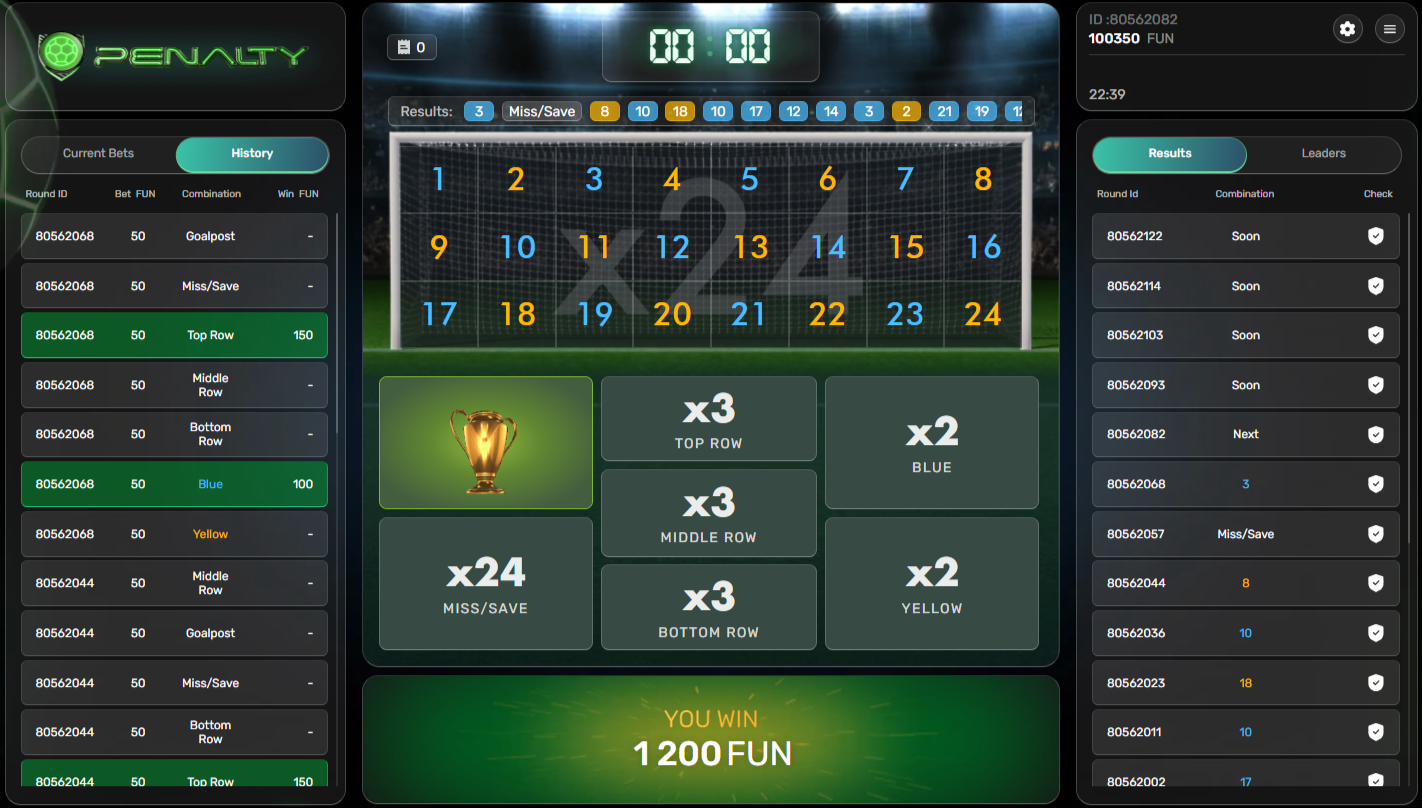 PENALTY
Current Bets History
Round ID Bet FUN Combination Win FUN
80562068 50 Goalpost -
80562068 50 Miss/Save -
80562068 50 Top Row 150
80562068 50 Middle Row -
80562068 50 Bottom Row -
80562068 50 Blue 100
80562068 50 Yellow -
80562044 50 Middle Row -
80562044 50 Goalpost -
80562044 50 Miss/Save -
80562044 50 Bottom Row -
80562044 50 Top Row 150
0
00 : 00
Results: 3 Miss/Save 8 10 18 10 17 12 14 3 2 21 19
x24
1 2 3 4 5 6 7 8
9 10 11 12 13 14 15 16
17 18 19 20 21 22 23 24
x3
TOP ROW
x2
BLUE
x3
MIDDLE ROW
x24
MISS/SAVE
x3
BOTTOM ROW
x2
YELLOW
YOU WIN
1 200 FUN
ID :80562082
100350 FUN
22:39
Results Leaders
Round Id Combination Check
80562122 Soon
80562114 Soon
80562103 Soon
80562093 Soon
80562082 Next
80562068 3
80562057 Miss/Save
80562044 8
80562036 10
80562023 18
80562011 10
80562002 17